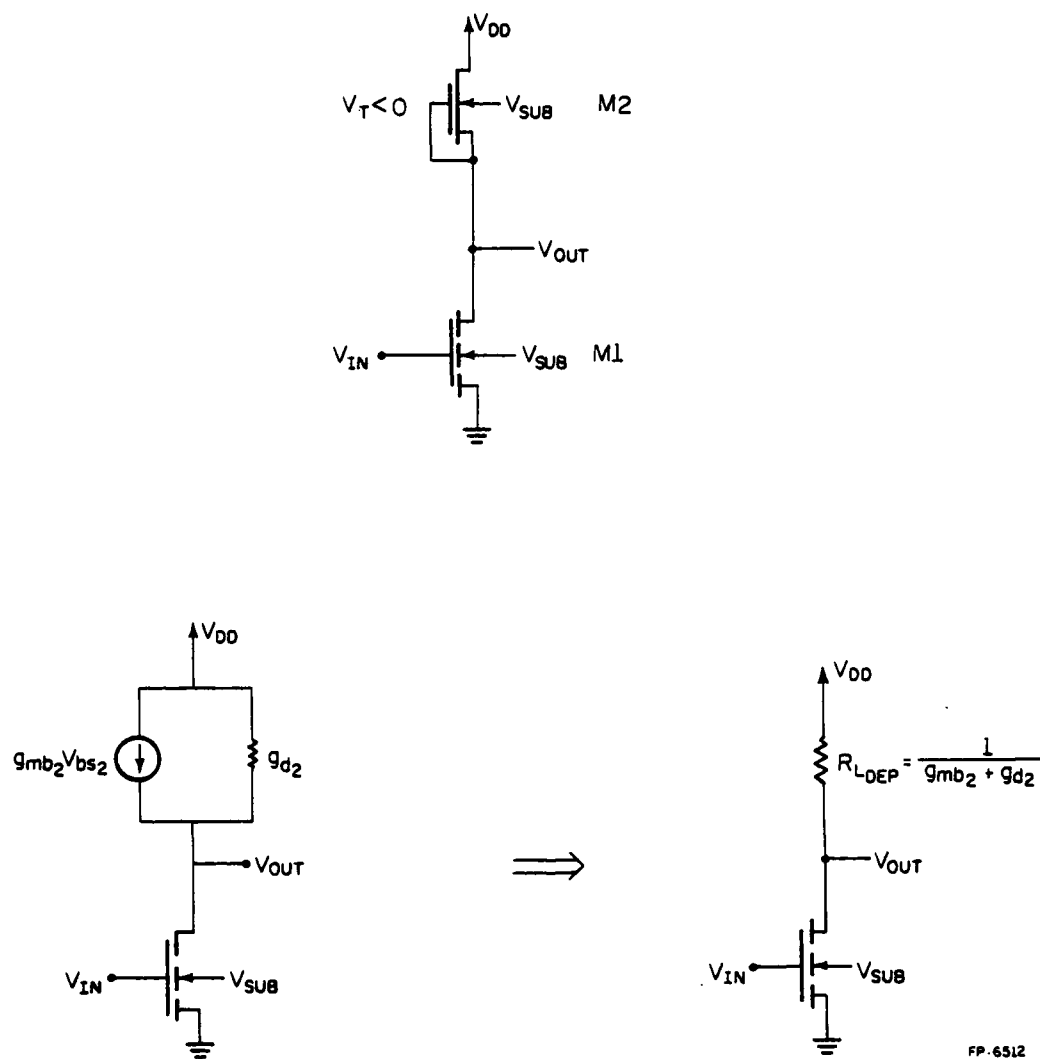 V_DD
V_T<0
V_SUB
M2
V_OUT
V_IN
V_SUB
M1
V_DD
g_mb2 V_bs2
g_d2
V_OUT
V_IN
V_SUB
V_DD
R_LDEP = 1 / (g_mb2 + g_d2)
V_OUT
V_IN
V_SUB
FP-6512